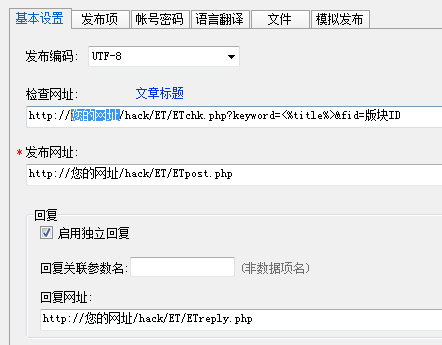 基本设置 发布项 帐号密码 语言翻译 文件 模拟发布
发布编码: UTF-8
检查网址: 文章标题
http://您的网址/hack/ET/ETchk.php?keyword=<%title%>&fid=版块ID
*发布网址:
http://您的网址/hack/ET/ETpost.php
回复
启用独立回复
回复关联参数名: (非数据项名)
回复网址:
http://您的网址/hack/ET/ETreply.php